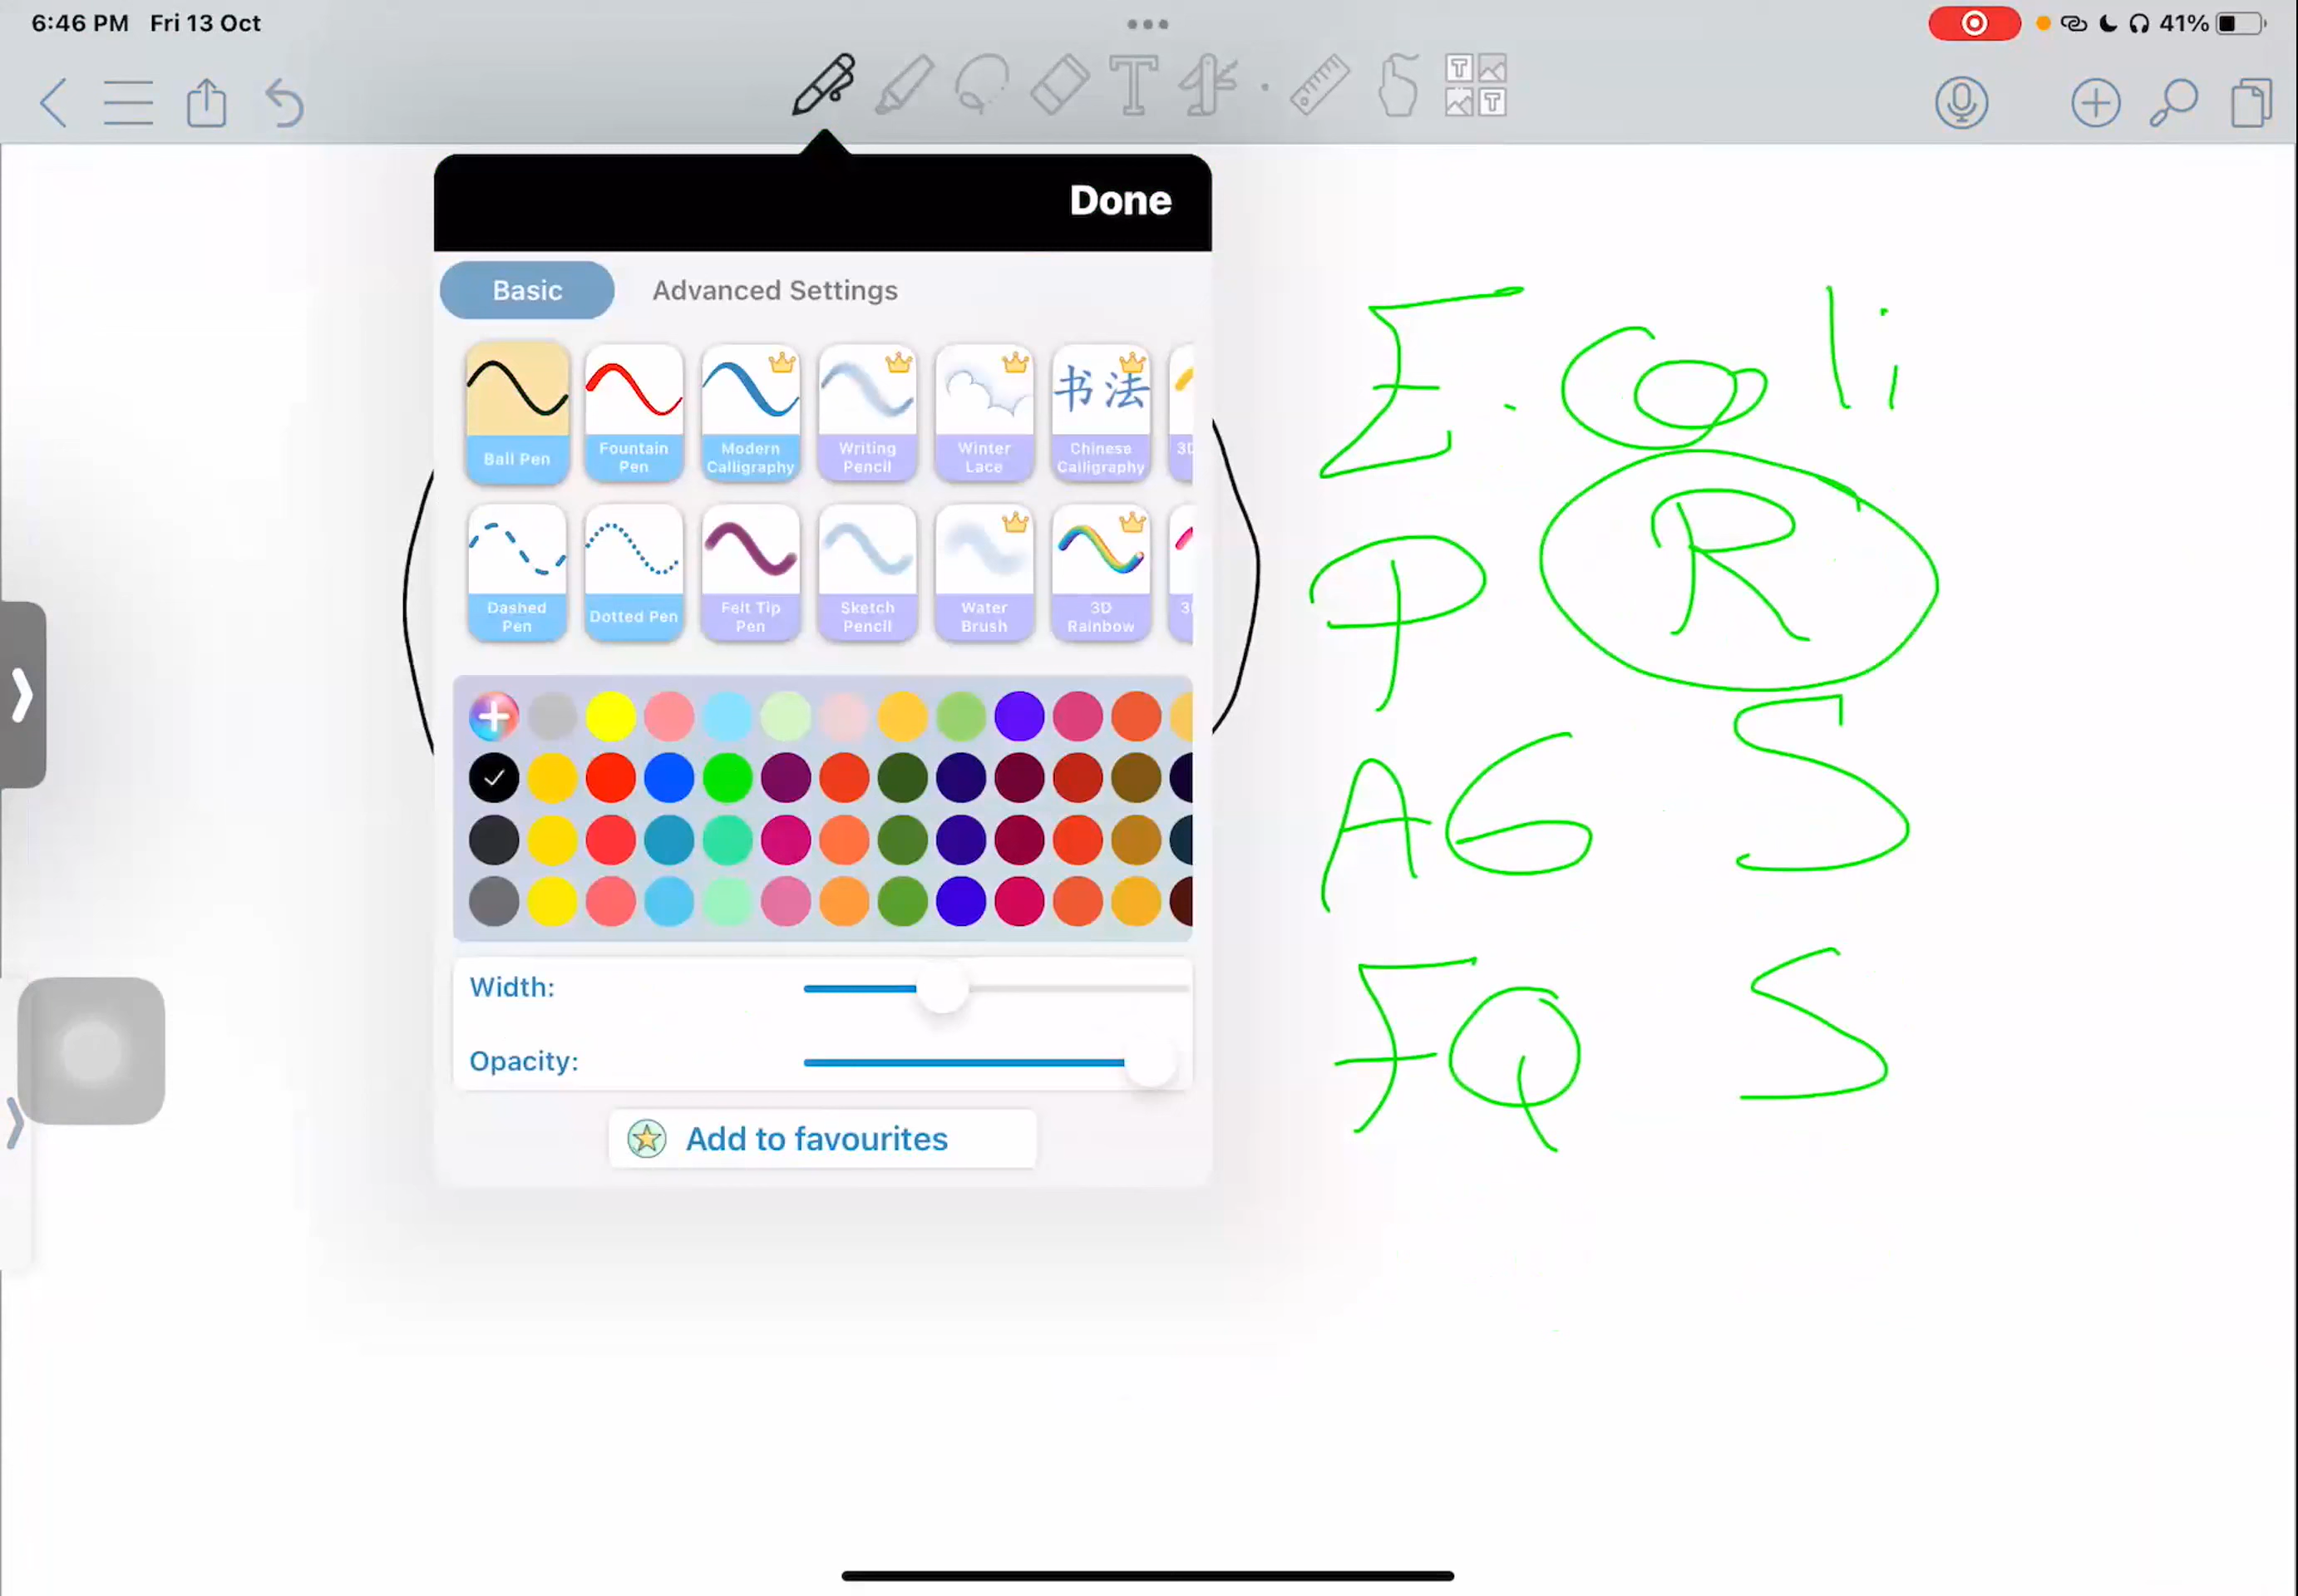 6:46 PM Fri 13 Oct
41%
T
T
T
Done
Basic Advanced Settings
Ball Pen
Fountain Pen
Modern Calligraphy
Writing Pencil
Winter Lace
书法
Chinese Calligraphy
3D
Dashed Pen
Dotted Pen
Felt Tip Pen
Sketch Pencil
Water Brush
3D Rainbow
Width:
Opacity:
Add to favourites
E. Coli
P R
AG S
FQ S